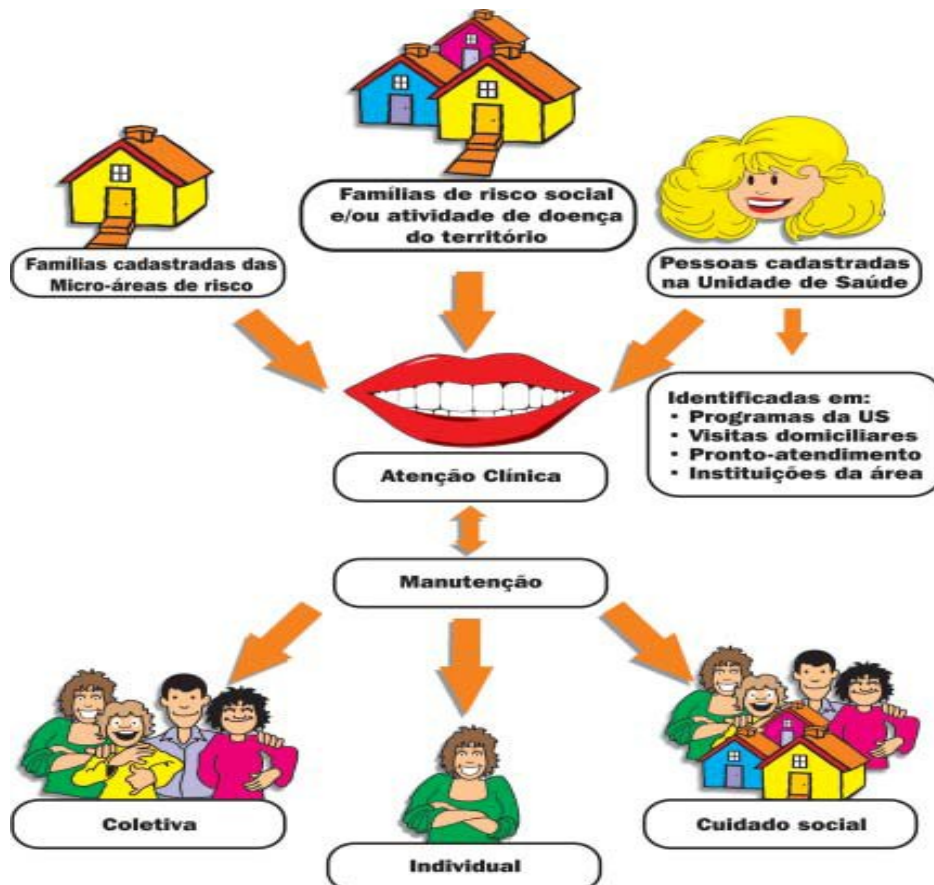 Famílias de risco social
e/ou atividade de doença
do território
Famílias cadastradas das
Micro-áreas de risco
Pessoas cadastradas
na Unidade de Saúde
Identificadas em:
• Programas da US
• Visitas domiciliares
• Pronto-atendimento
• Instituições da área
Atenção Clínica
Manutenção
Coletiva
Individual
Cuidado social